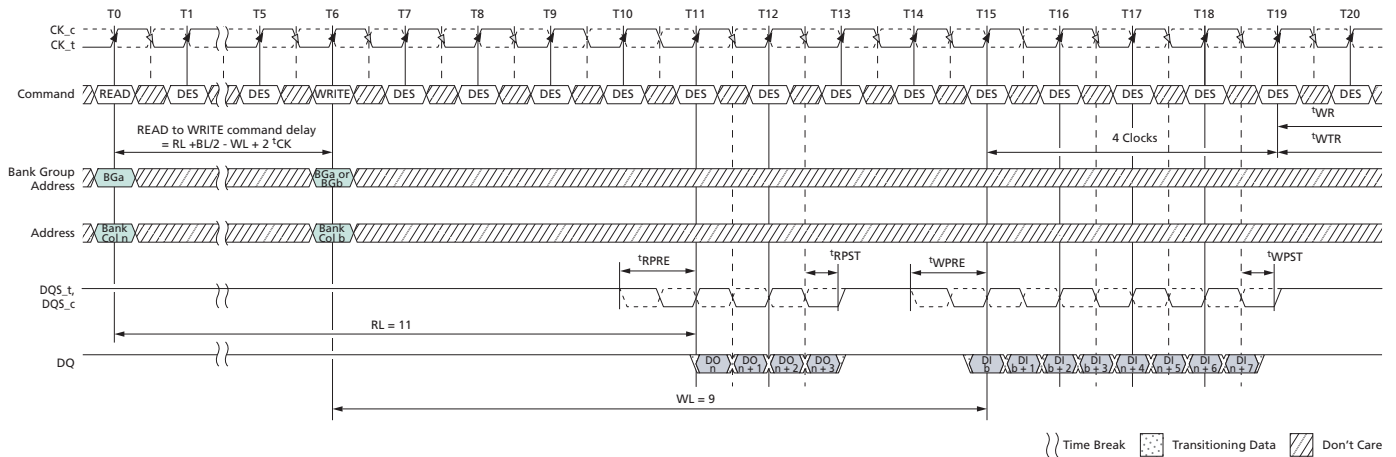 T0 T1 T5 T6 T7 T8 T9 T10 T11 T12 T13 T14 T15 T16 T17 T18 T19 T20
CK_c
CK_t
Command READ DES DES WRITE DES DES DES DES DES DES DES DES DES DES DES DES DES DES
tWR
READ to WRITE command delay
= RL +BL/2 - WL + 2 tCK
4 Clocks
tWTR
Bank Group
Address
BGa
BGa or
BGb
Address
Bank
Col n
Bank
Col b
tRPRE tRPST tWPRE tWPST
DQS_t,
DQS_c
RL = 11
DQ
DO
n
DO
n + 1
DO
n + 2
DO
n + 3
DI
b
DI
b + 1
DI
b + 2
DI
b + 3
DI
n + 4
DI
n + 5
DI
n + 6
DI
n + 7
WL = 9
Time Break Transitioning Data Don't Care